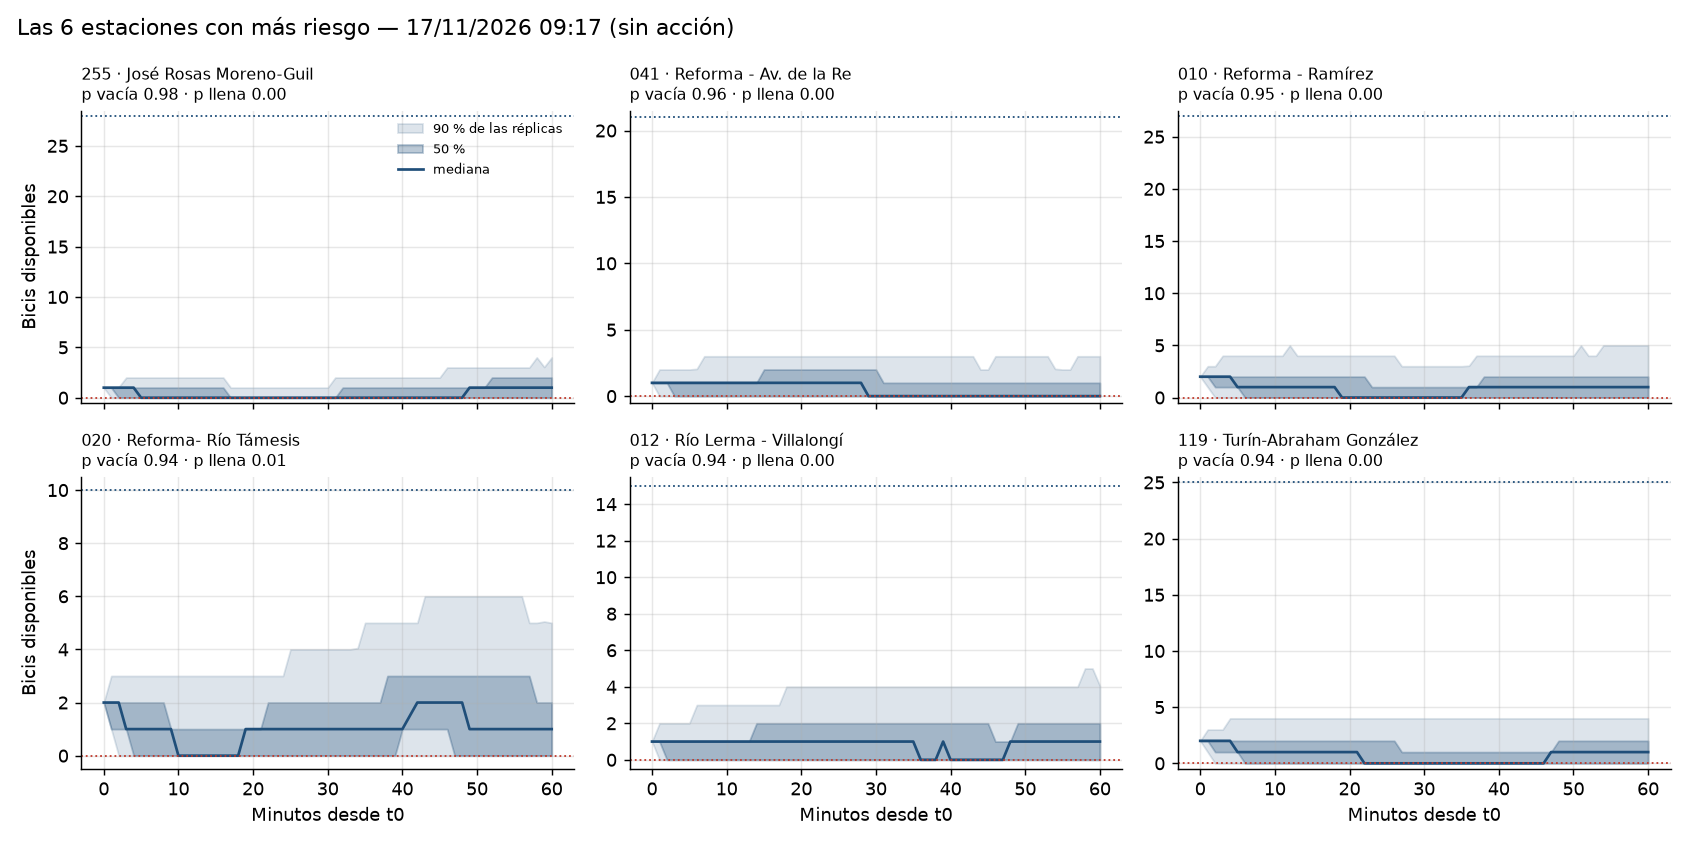 Las 6 estaciones con más riesgo — 17/11/2026 09:17 (sin acción)
255 · José Rosas Moreno-Guil
p vacía 0.98 · p llena 0.00
Bicis disponibles
25
20
15
10
5
0
90 % de las réplicas
50 %
mediana
041 · Reforma - Av. de la Re
p vacía 0.96 · p llena 0.00
20
15
10
5
0
010 · Reforma - Ramírez
p vacía 0.95 · p llena 0.00
25
20
15
10
5
0
020 · Reforma- Río Támesis
p vacía 0.94 · p llena 0.01
Bicis disponibles
10
8
6
4
2
0
0 10 20 30 40 50 60
Minutos desde t0
012 · Río Lerma - Villalongí
p vacía 0.94 · p llena 0.00
14
12
10
8
6
4
2
0
0 10 20 30 40 50 60
Minutos desde t0
119 · Turín-Abraham González
p vacía 0.94 · p llena 0.00
25
20
15
10
5
0
0 10 20 30 40 50 60
Minutos desde t0